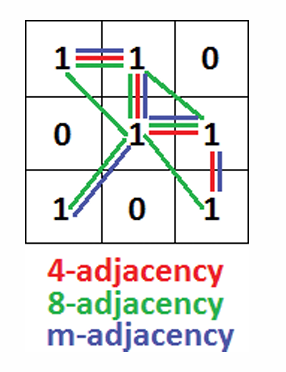 1 1 0
0 1 1
1 0 1
4-adjacency
8-adjacency
m-adjacency